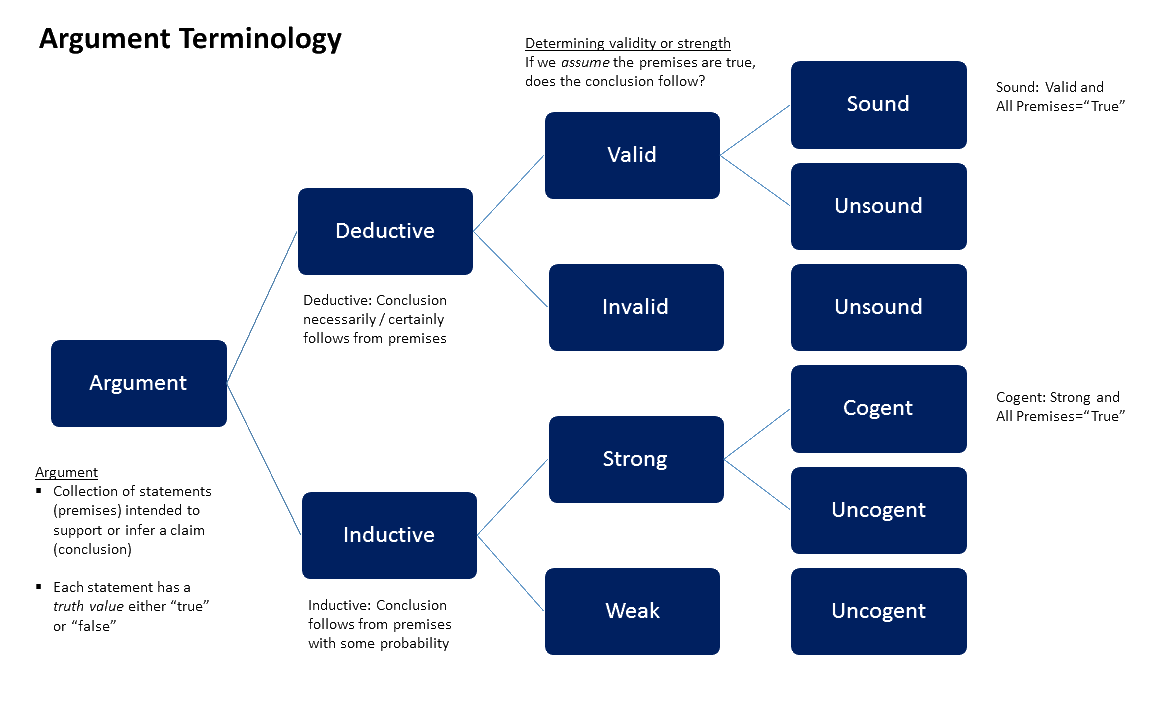 Argument Terminology
Determining validity or strength
If we assume the premises are true,
does the conclusion follow?
Sound
Sound: Valid and
All Premises=“True”
Valid
Unsound
Deductive
Deductive: Conclusion
necessarily / certainly
follows from premises
Invalid
Unsound
Argument
Argument
▪ Collection of statements
(premises) intended to
support or infer a claim
(conclusion)
▪ Each statement has a
truth value either “true”
or “false”
Cogent
Cogent: Strong and
All Premises=“True”
Strong
Uncogent
Inductive
Inductive: Conclusion
follows from premises
with some probability
Weak
Uncogent